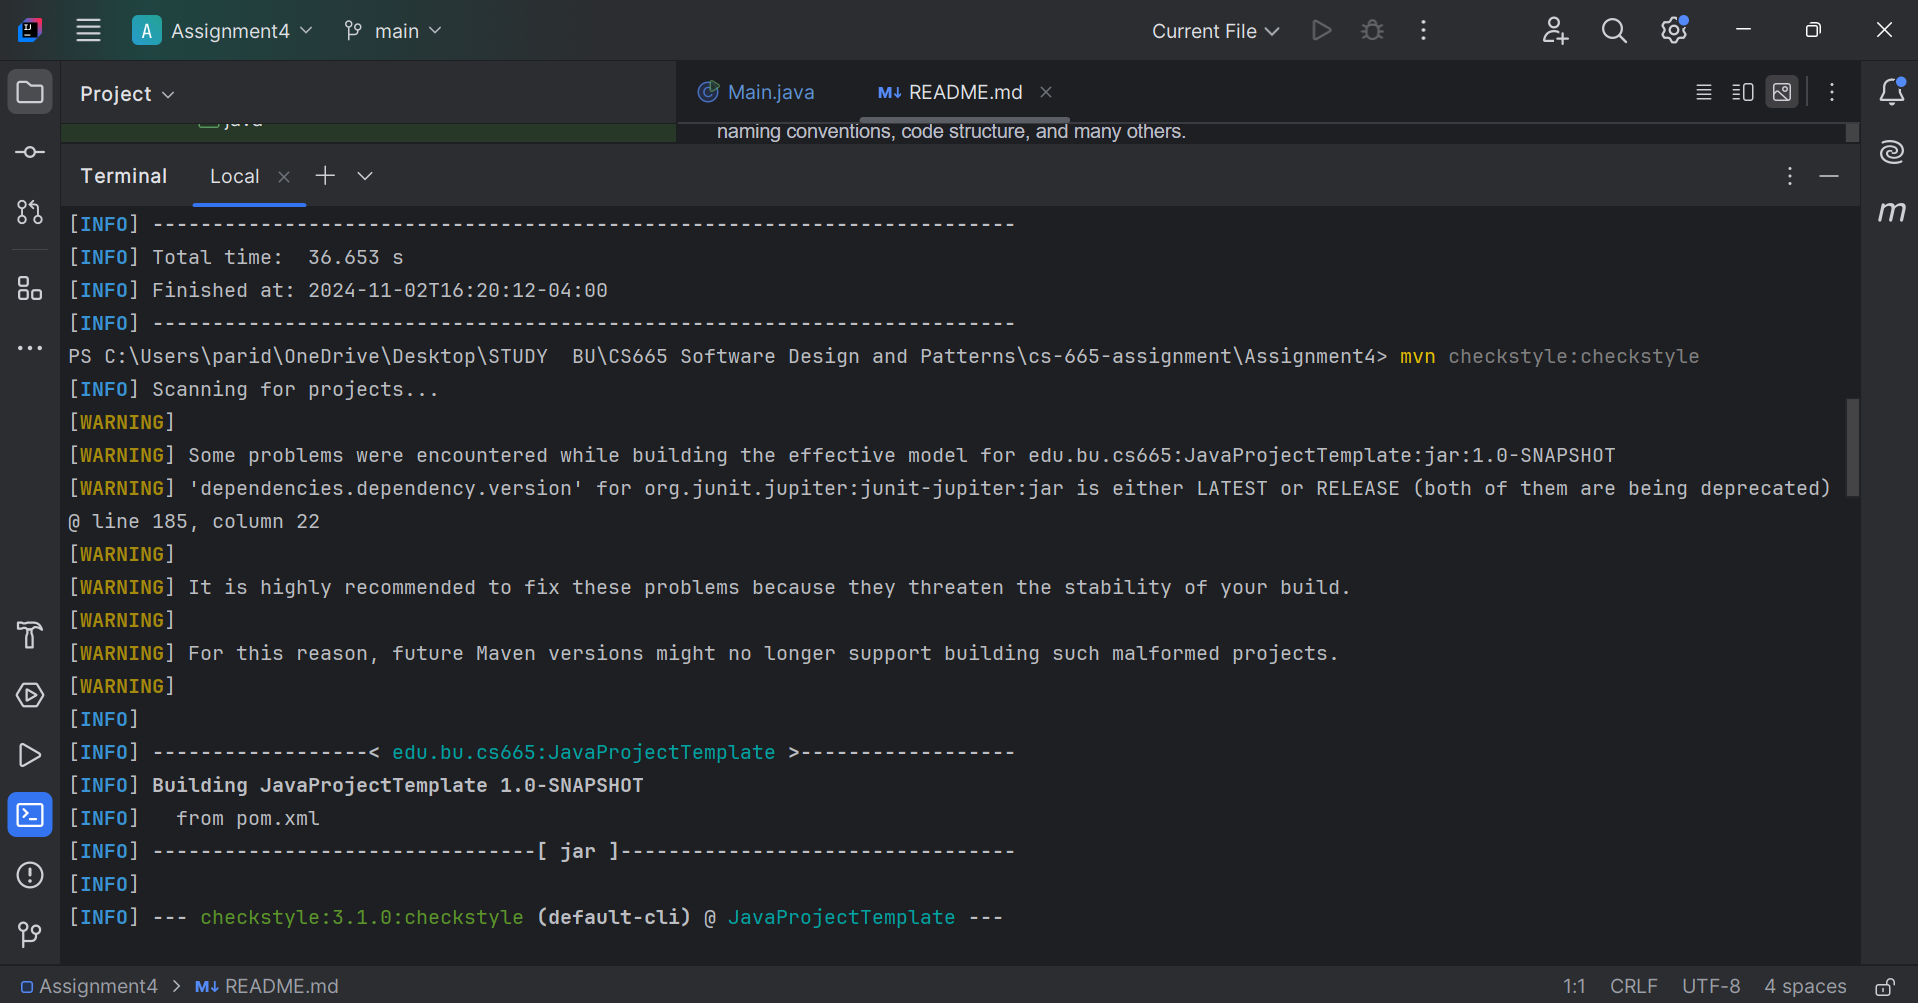 A Assignment4 main Current File
Project
Main.java
M↓ README.md
java
naming conventions, code structure, and many others.
Terminal Local
[INFO] ------------------------------------------------------------------------
[INFO] Total time:  36.653 s
[INFO] Finished at: 2024-11-02T16:20:12-04:00
[INFO] ------------------------------------------------------------------------
PS C:\Users\parid\OneDrive\Desktop\STUDY  BU\CS665 Software Design and Patterns\cs-665-assignment\Assignment4> mvn checkstyle:checkstyle
[INFO] Scanning for projects...
[WARNING]
[WARNING] Some problems were encountered while building the effective model for edu.bu.cs665:JavaProjectTemplate:jar:1.0-SNAPSHOT
[WARNING] 'dependencies.dependency.version' for org.junit.jupiter:junit-jupiter:jar is either LATEST or RELEASE (both of them are being deprecated)
@ line 185, column 22
[WARNING]
[WARNING] It is highly recommended to fix these problems because they threaten the stability of your build.
[WARNING]
[WARNING] For this reason, future Maven versions might no longer support building such malformed projects.
[WARNING]
[INFO]
[INFO] ------------------< edu.bu.cs665:JavaProjectTemplate >------------------
[INFO] Building JavaProjectTemplate 1.0-SNAPSHOT
[INFO]   from pom.xml
[INFO] --------------------------------[ jar ]---------------------------------
[INFO]
[INFO] --- checkstyle:3.1.0:checkstyle (default-cli) @ JavaProjectTemplate ---
Assignment4 > M↓ README.md 1:1 CRLF UTF-8 4 spaces